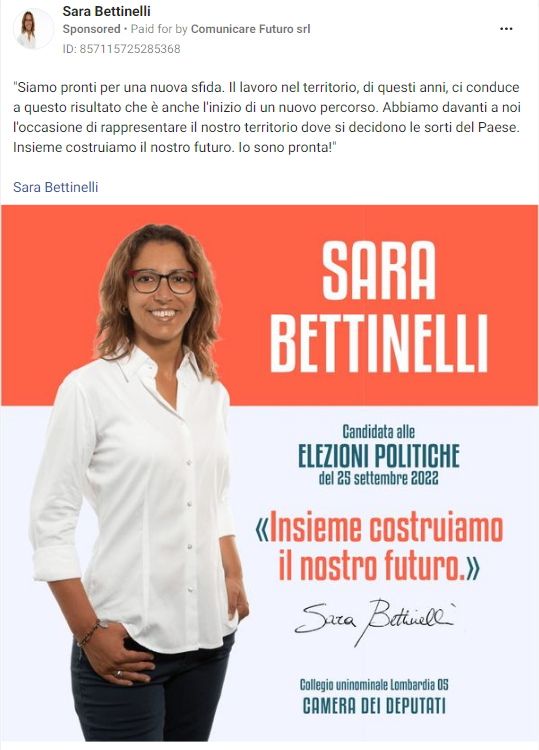 Sara Bettinelli
Sponsored • Paid for by Comunicare Futuro srl
ID: 857115725285368
"Siamo pronti per una nuova sfida. Il lavoro nel territorio, di questi anni, ci conduce
a questo risultato che è anche l'inizio di un nuovo percorso. Abbiamo davanti a noi
l'occasione di rappresentare il nostro territorio dove si decidono le sorti del Paese.
Insieme costruiamo il nostro futuro. Io sono pronta!"
Sara Bettinelli
SARA
BETTINELLI
Candidata alle
ELEZIONI POLITICHE
del 25 settembre 2022
«Insieme costruiamo
il nostro futuro.»
Sara Bettinelli
Collegio uninominale Lombardia 05
CAMERA DEI DEPUTATI